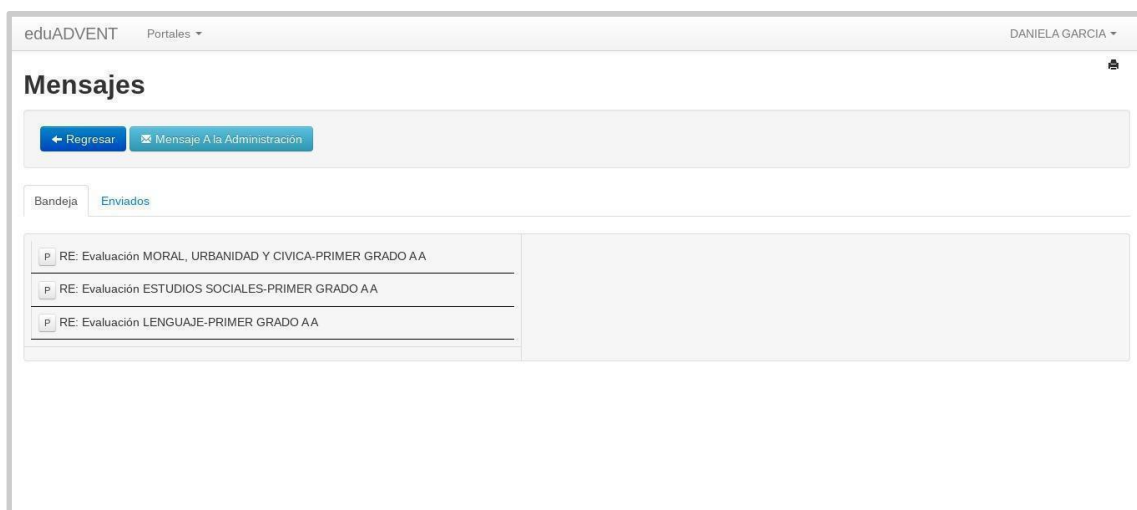 eduADVENT Portales DANIELA GARCIA
Mensajes
Regresar Mensaje A la Administración
Bandeja Enviados
P RE: Evaluación MORAL, URBANIDAD Y CIVICA-PRIMER GRADO A A
P RE: Evaluación ESTUDIOS SOCIALES-PRIMER GRADO A A
P RE: Evaluación LENGUAJE-PRIMER GRADO A A